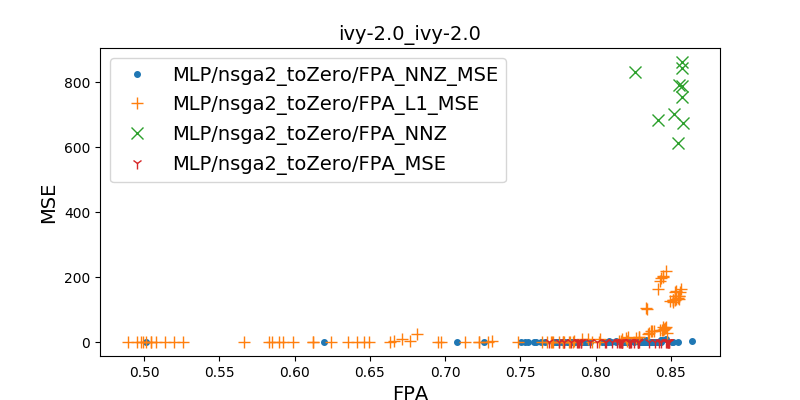 ivy-2.0_ivy-2.0
MLP/nsga2_toZero/FPA_NNZ_MSE
MLP/nsga2_toZero/FPA_L1_MSE
MLP/nsga2_toZero/FPA_NNZ
MLP/nsga2_toZero/FPA_MSE
MSE
800
600
400
200
0
0.50 0.55 0.60 0.65 0.70 0.75 0.80 0.85
FPA